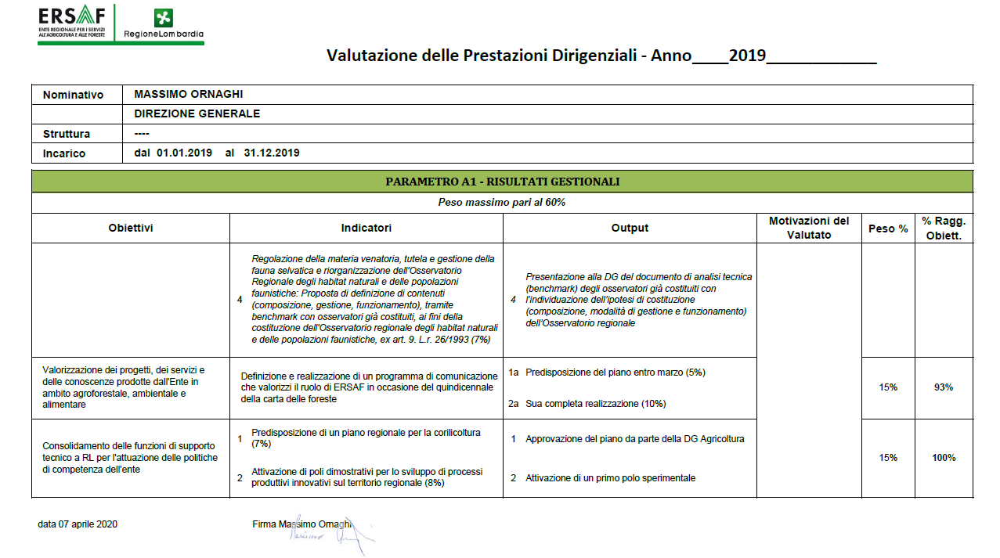 ERSAF
ENTE REGIONALE PER I SERVIZI
ALL'AGRICOLTURA E ALLE FORESTE
RegioneLombardia
Valutazione delle Prestazioni Dirigenziali - Anno____2019____________
Nominativo MASSIMO ORNAGHI
DIREZIONE GENERALE
Struttura ----
Incarico dal 01.01.2019 al 31.12.2019
PARAMETRO A1 - RISULTATI GESTIONALI
Peso massimo pari al 60%
Obiettivi
Indicatori
Output
Motivazioni del
Valutato
Peso %
% Ragg.
Obiett.
4
Regolazione della materia venatoria, tutela e gestione della
fauna selvatica e riorganizzazione dell'Osservatorio
Regionale degli habitat naturali e delle popolazioni
faunistiche: Proposta di definizione di contenuti
(composizione, gestione, funzionamento), tramite
benchmark con osservatori già costituiti, ai fini della
costituzione dell'Osservatorio regionale degli habitat naturali
e delle popolazioni faunistiche, ex art. 9. L.r. 26/1993 (7%)
4
Presentazione alla DG del documento di analisi tecnica
(benchmark) degli osservatori già costituiti con
l'individuazione dell'ipotesi di costituzione
(composizione, modalità di gestione e funzionamento)
dell'Osservatorio regionale
Valorizzazione dei progetti, dei servizi e
delle conoscenze prodotte dall'Ente in
ambito agroforestale, ambientale e
alimentare
Definizione e realizzazione di un programma di comunicazione
che valorizzi il ruolo di ERSAF in occasione del quindicennale
della carta delle foreste
1a Predisposizione del piano entro marzo (5%)
2a Sua completa realizzazione (10%)
15%
93%
Consolidamento delle funzioni di supporto
tecnico a RL per l'attuazione delle politiche
di competenza dell'ente
1
Predisposizione di un piano regionale per la corilicoltura
(7%)
2
Attivazione di poli dimostrativi per lo sviluppo di processi
produttivi innovativi sul territorio regionale (8%)
1 Approvazione del piano da parte della DG Agricoltura
2 Attivazione di un primo polo sperimentale
15%
100%
data 07 aprile 2020
Firma Massimo Ornaghi